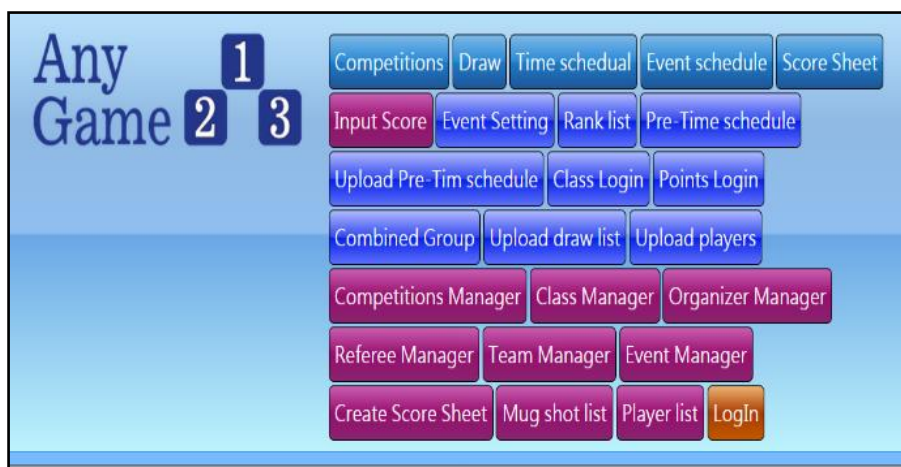 Any 1
Game 2 3
Competitions Draw Time schedual Event schedule Score Sheet
Input Score Event Setting Rank list Pre-Time schedule
Upload Pre-Tim schedule Class Login Points Login
Combined Group Upload draw list Upload players
Competitions Manager Class Manager Organizer Manager
Referee Manager Team Manager Event Manager
Create Score Sheet Mug shot list Player list LogIn